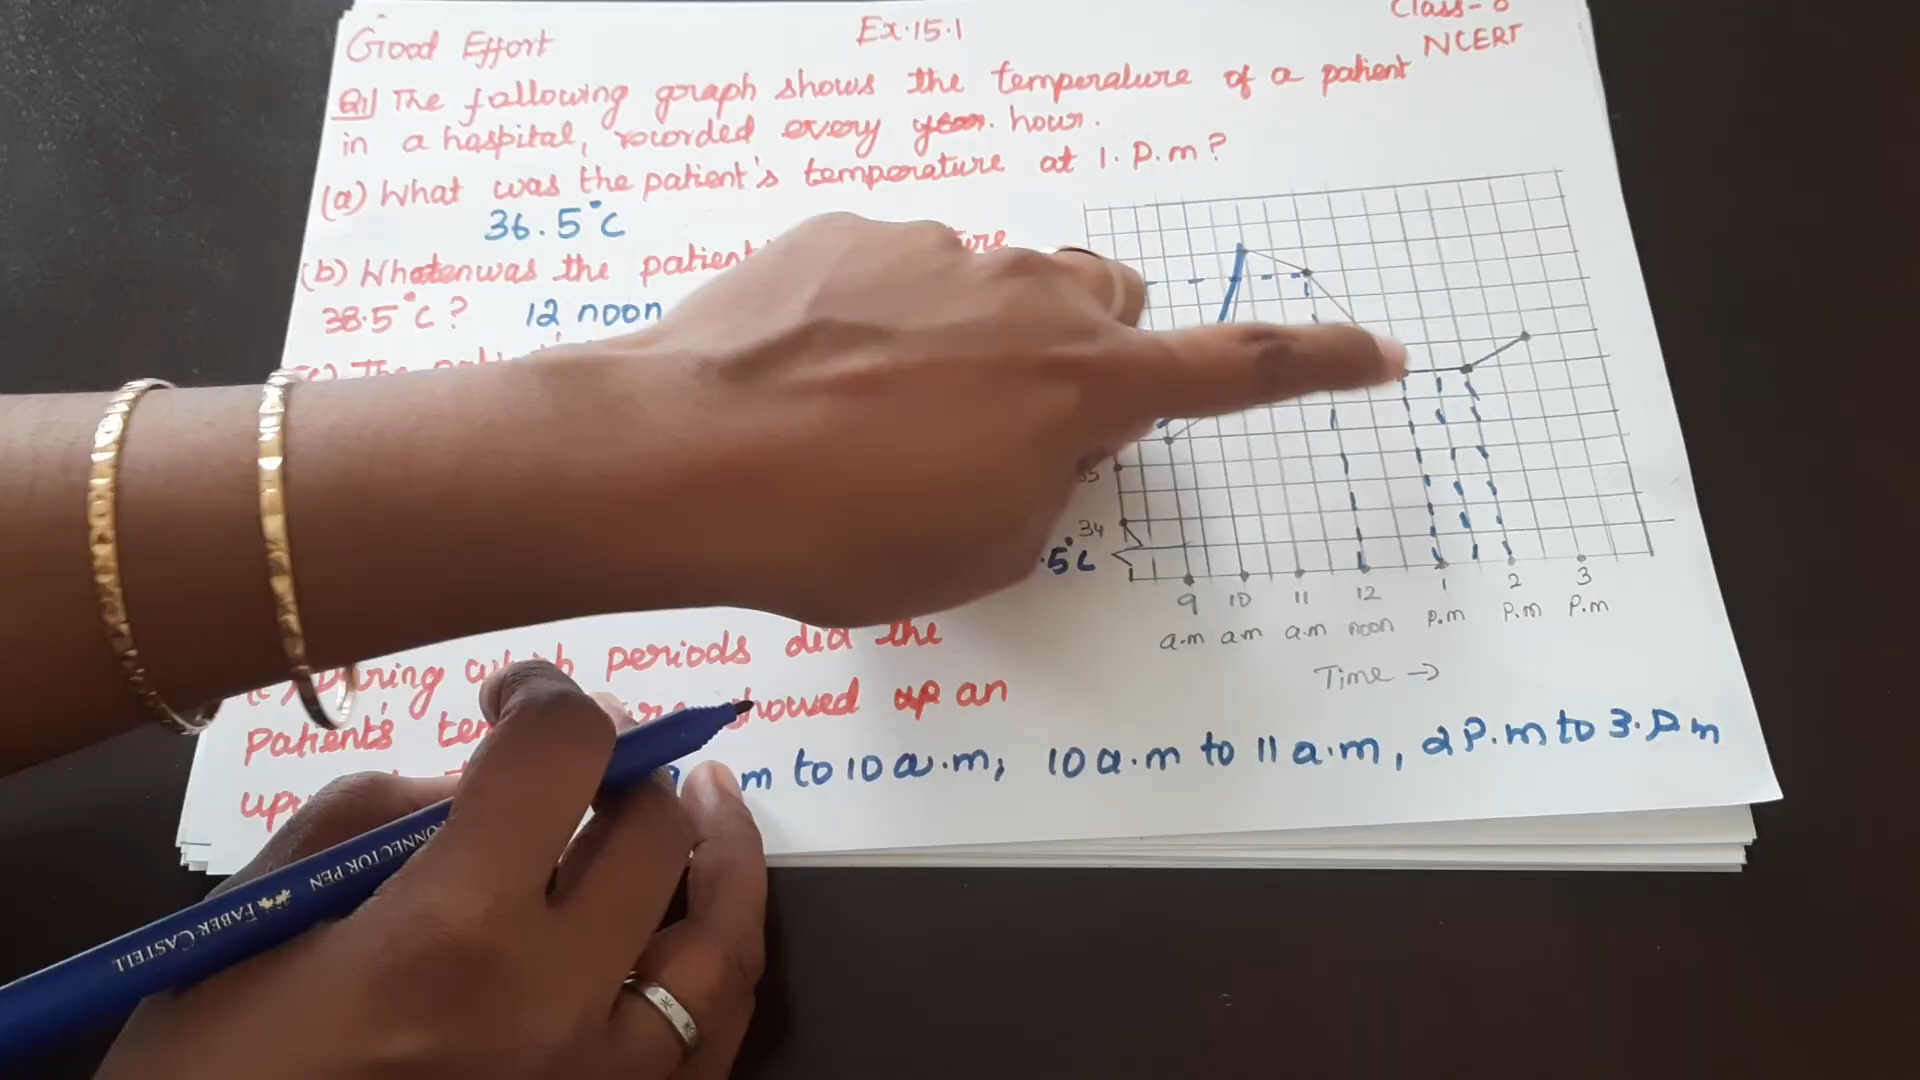 Good Effort
Ex.15.1
Class-8
NCERT
Q1) The following graph shows the temperature of a patient
in a hospital, recorded every hour.
(a) What was the patient's temperature at 1.p.m?
36.5°C
(b) When was the patient
38.5°C? 12 noon
35
34
.5°C
9 10 11 12 1 2 3
a.m a.m a.m noon p.m p.m p.m
Time →
During which periods did the
Patients showed an
m to 10 a.m, 10 a.m to 11 a.m, 2 P.m to 3.p.m
CONNECTOR PEN FABER-CASTELL